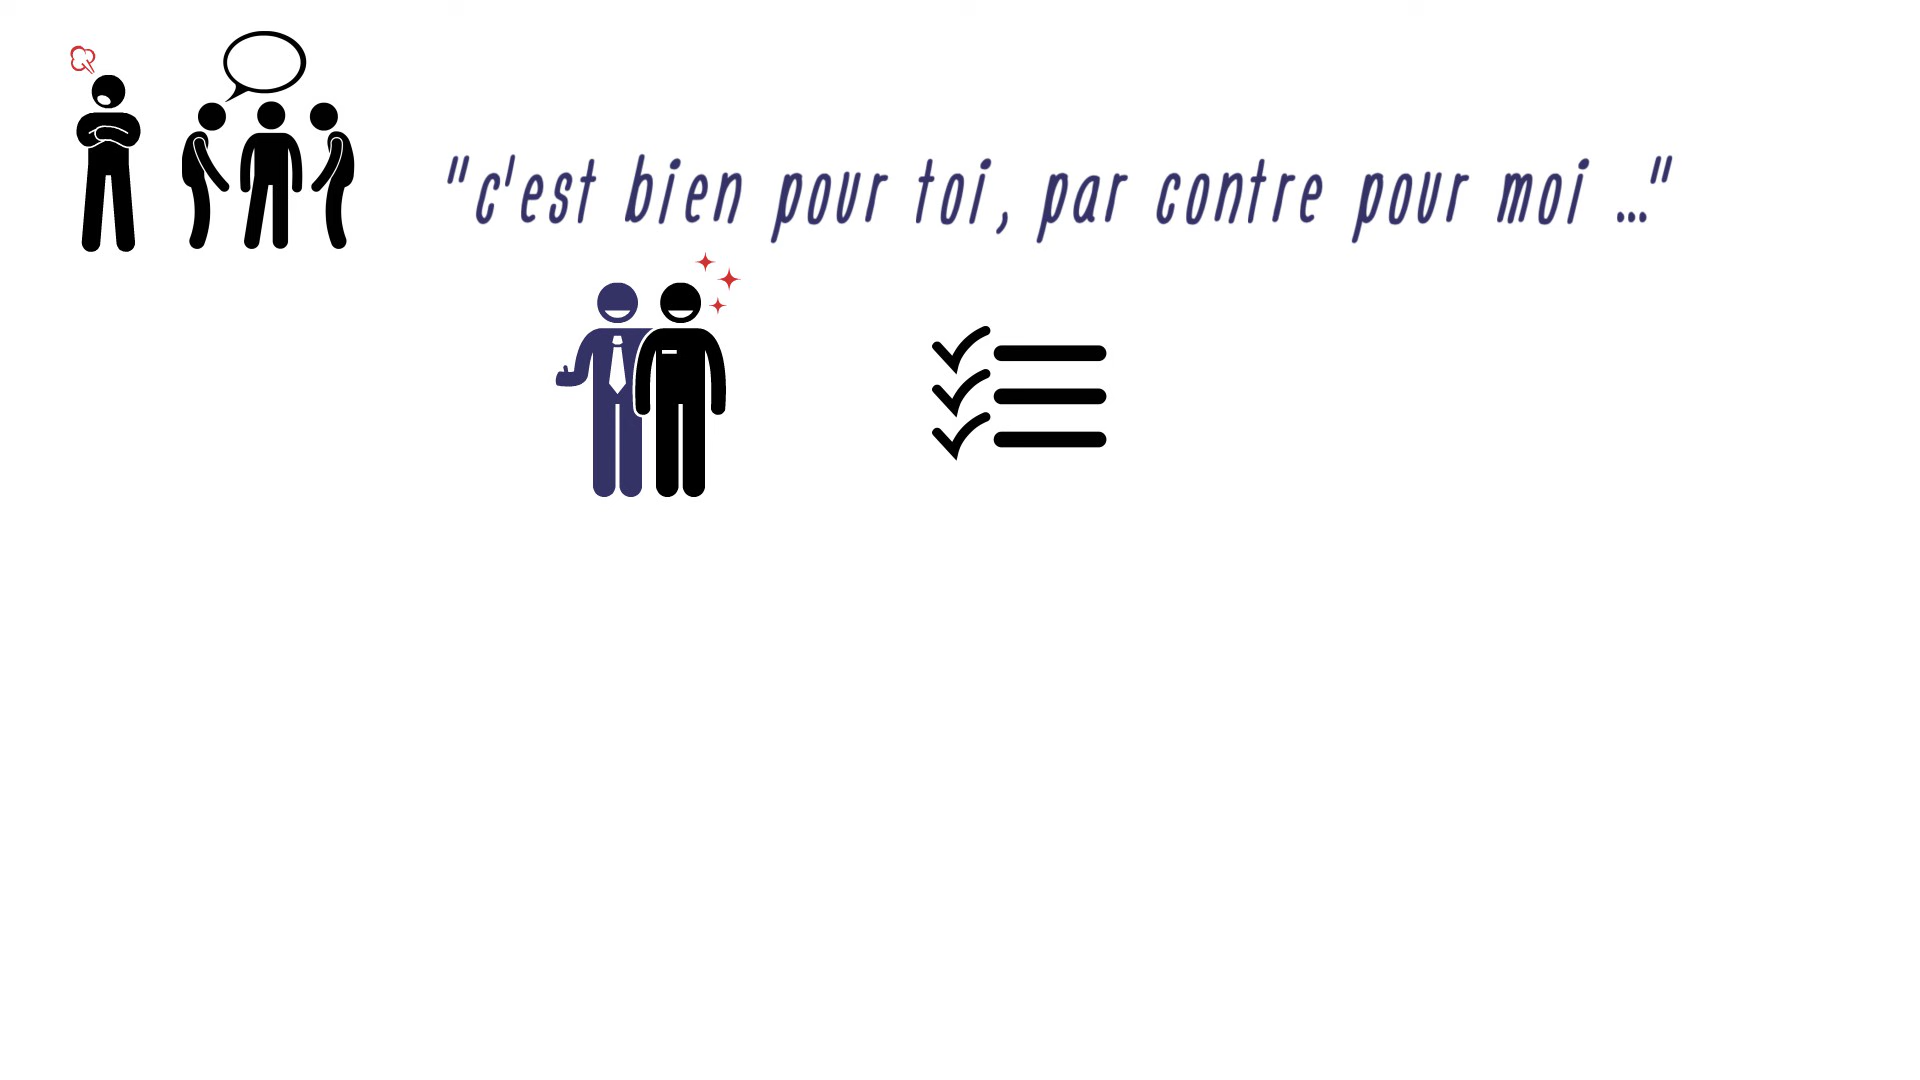 "c'est bien pour toi, par contre pour moi ..."